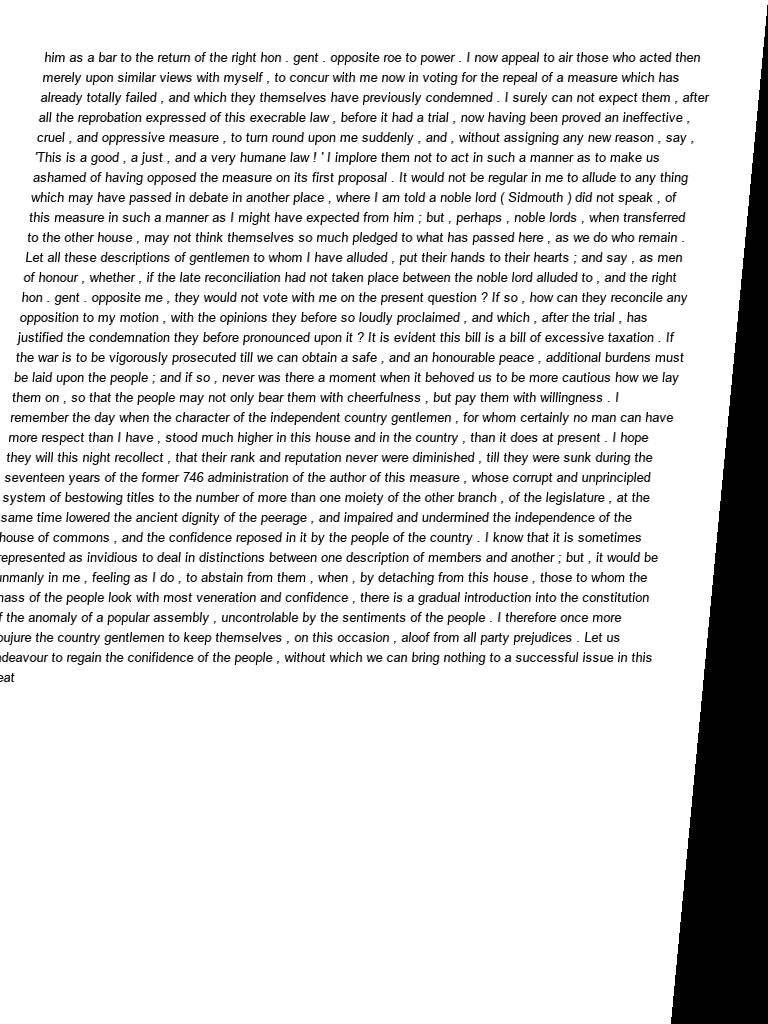 him as a bar to the return of the right hon . gent . opposite roe to power . I now appeal to air those who acted then
merely upon similar views with myself , to concur with me now in voting for the repeal of a measure which has
already totally failed , and which they themselves have previously condemned . I surely can not expect them , after
all the reprobation expressed of this execrable law , before it had a trial , now having been proved an ineffective ,
cruel , and oppressive measure , to turn round upon me suddenly , and , without assigning any new reason , say ,
'This is a good , a just , and a very humane law ! ' I implore them not to act in such a manner as to make us
ashamed of having opposed the measure on its first proposal . It would not be regular in me to allude to any thing
which may have passed in debate in another place , where I am told a noble lord ( Sidmouth ) did not speak , of
this measure in such a manner as I might have expected from him ; but , perhaps , noble lords , when transferred
to the other house , may not think themselves so much pledged to what has passed here , as we do who remain .
Let all these descriptions of gentlemen to whom I have alluded , put their hands to their hearts ; and say , as men
of honour , whether , if the late reconciliation had not taken place between the noble lord alluded to , and the right
hon . gent . opposite me , they would not vote with me on the present question ? If so , how can they reconcile any
opposition to my motion , with the opinions they before so loudly proclaimed , and which , after the trial , has
justified the condemnation they before pronounced upon it ? It is evident this bill is a bill of excessive taxation . If
the war is to be vigorously prosecuted till we can obtain a safe , and an honourable peace , additional burdens must
be laid upon the people ; and if so , never was there a moment when it behoved us to be more cautious how we lay
them on , so that the people may not only bear them with cheerfulness , but pay them with willingness . I
remember the day when the character of the independent country gentlemen , for whom certainly no man can have
more respect than I have , stood much higher in this house and in the country , than it does at present . I hope
they will this night recollect , that their rank and reputation never were diminished , till they were sunk during the
seventeen years of the former 746 administration of the author of this measure , whose corrupt and unprincipled
system of bestowing titles to the number of more than one moiety of the other branch , of the legislature , at the
same time lowered the ancient dignity of the peerage , and impaired and undermined the independence of the
house of commons , and the confidence reposed in it by the people of the country . I know that it is sometimes
represented as invidious to deal in distinctions between one description of members and another ; but , it would be
unmanly in me , feeling as I do , to abstain from them , when , by detaching from this house , those to whom the
mass of the people look with most veneration and confidence , there is a gradual introduction into the constitution
f the anomaly of a popular assembly , uncontrolable by the sentiments of the people . I therefore once more
oujure the country gentlemen to keep themselves , on this occasion , aloof from all party prejudices . Let us
ndeavour to regain the conifidence of the people , without which we can bring nothing to a successful issue in this
eat